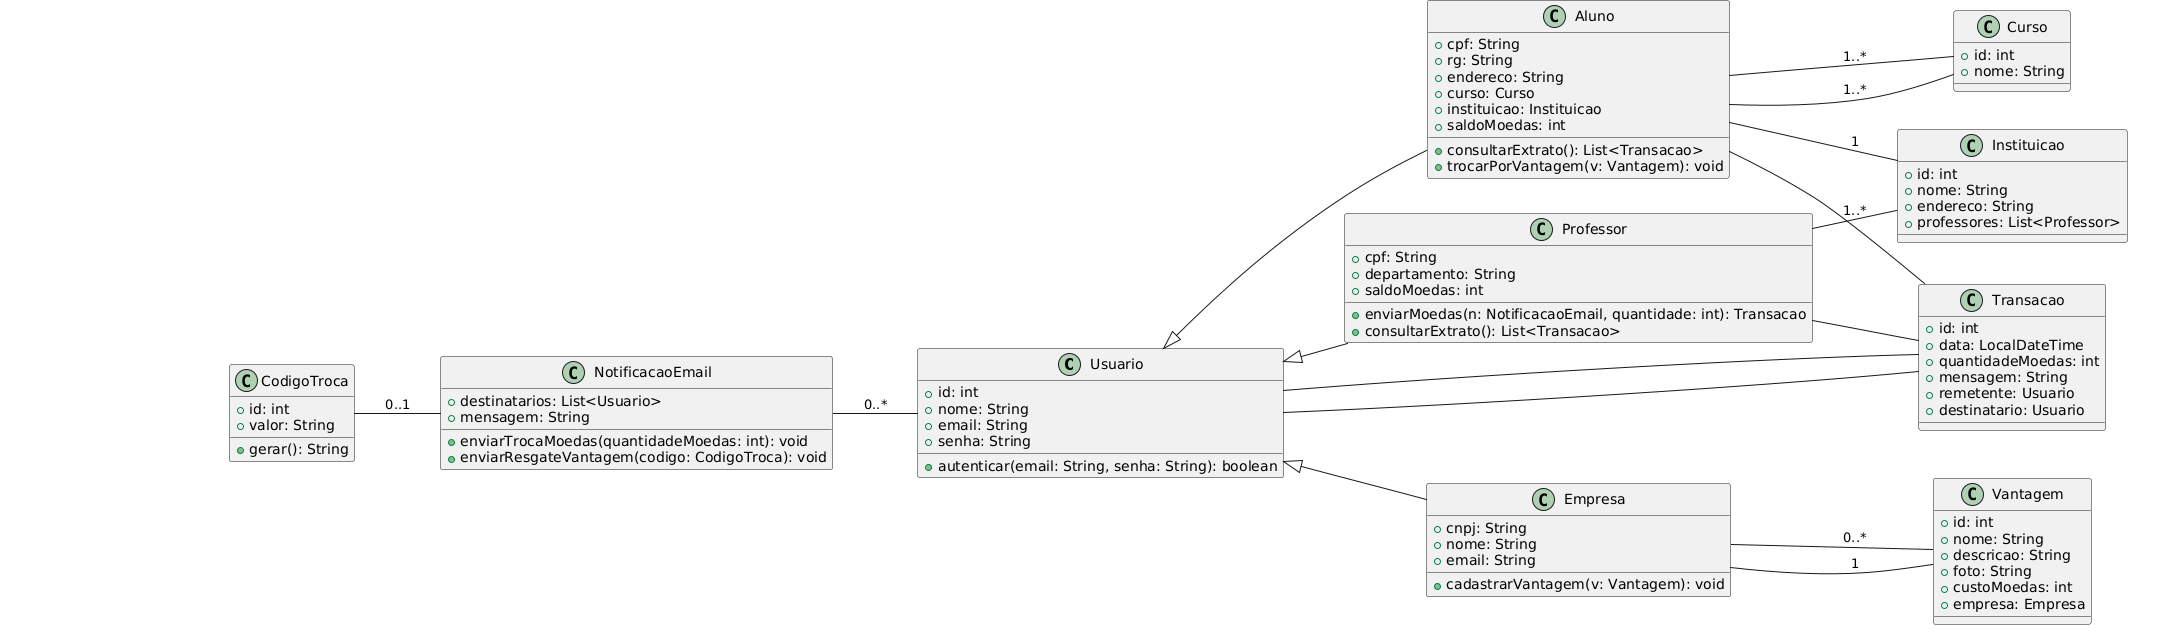 C Aluno
cpf: String
rg: String
endereco: String
curso: Curso
instituicao: Instituicao
saldoMoedas: int
consultarExtrato(): List<Transacao>
trocarPorVantagem(v: Vantagem): void
C Curso
id: int
nome: String
1..*
1..*
1
C Instituicao
id: int
nome: String
endereco: String
professores: List<Professor>
1..*
C Professor
cpf: String
departamento: String
saldoMoedas: int
enviarMoedas(n: NotificacaoEmail, quantidade: int): Transacao
consultarExtrato(): List<Transacao>
C Transacao
id: int
data: LocalDateTime
quantidadeMoedas: int
mensagem: String
remetente: Usuario
destinatario: Usuario
C CodigoTroca
id: int
valor: String
gerar(): String
0..1
C NotificacaoEmail
destinatarios: List<Usuario>
mensagem: String
enviarTrocaMoedas(quantidadeMoedas: int): void
enviarResgateVantagem(codigo: CodigoTroca): void
0..*
C Usuario
id: int
nome: String
email: String
senha: String
autenticar(email: String, senha: String): boolean
C Empresa
cnpj: String
nome: String
email: String
cadastrarVantagem(v: Vantagem): void
0..*
1
C Vantagem
id: int
nome: String
descricao: String
foto: String
custoMoedas: int
empresa: Empresa